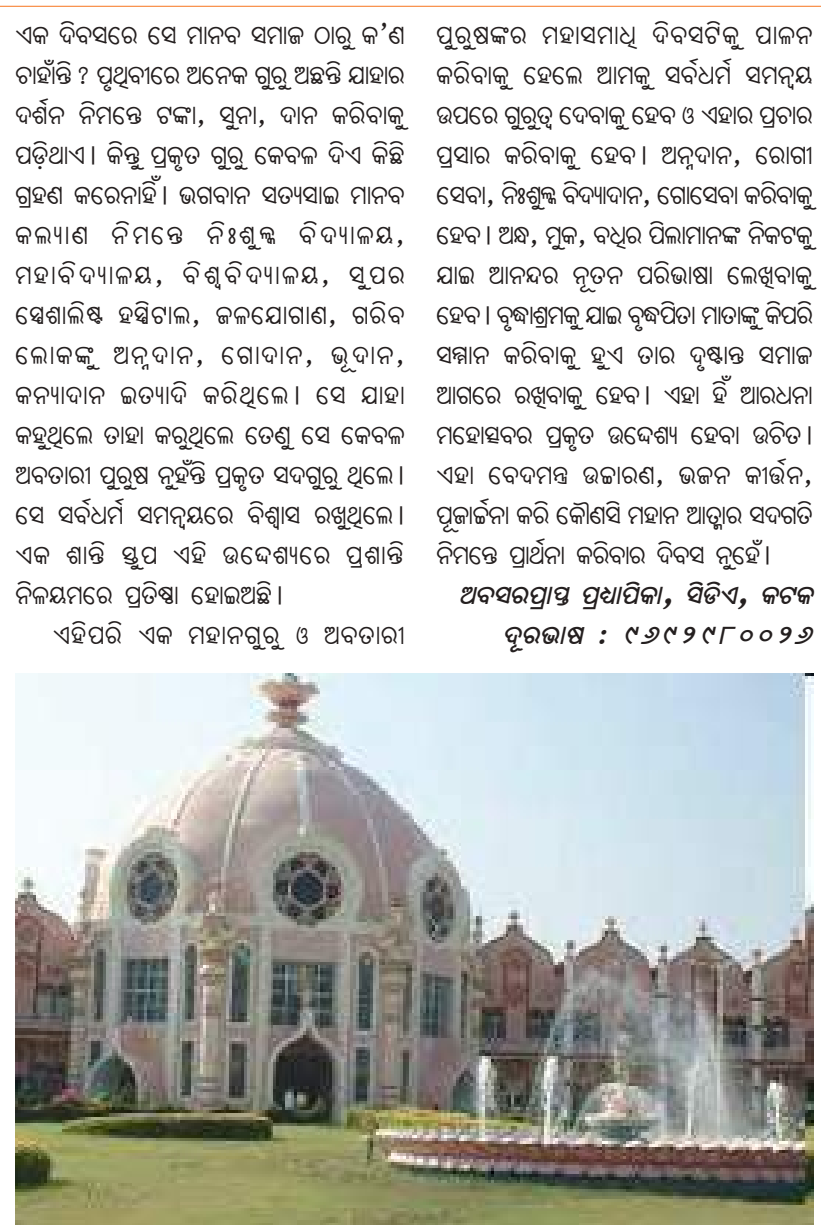 ଏକ ଦିବସରେ ସେ ମାନବ ସମାଜ ଠାରୁ କ'ଣ
ଚାହାଁନ୍ତି ? ପୃଥିବୀରେ ଅନେକ ଗୁରୁ ଅଛନ୍ତି ଯାହାର
ଦର୍ଶନ ନିମନ୍ତେ ଟଙ୍କା, ସୁନା, ଦାନ କରିବାକୁ
ପଡ଼ିଥାଏ। କିନ୍ତୁ ପ୍ରକୃତ ଗୁରୁ କେବଳ ଦିଏ କିଛି
ଗ୍ରହଣ କରେନାହିଁ। ଭଗବାନ ସତ୍ୟସାଇ ମାନବ
କଲ୍ୟାଣ ନିମନ୍ତେ ନିଃଶୁଳ୍କ ବିଦ୍ୟାଳୟ,
ମହାବିଦ୍ୟାଳୟ, ବିଶ୍ୱବିଦ୍ୟାଳୟ, ସୁପର
ସ୍ପେଶାଲିଷ୍ଟ ହସ୍ପିଟାଲ, ଜଳଯୋଗାଣ, ଗରିବ
ଲୋକଙ୍କୁ ଅନ୍ନଦାନ, ଗୋଦାନ, ଭୂଦାନ,
କନ୍ୟାଦାନ ଇତ୍ୟାଦି କରିଥିଲେ। ସେ ଯାହା
କହୁଥିଲେ ତାହା କରୁଥିଲେ ତେଣୁ ସେ କେବଳ
ଅବତାରୀ ପୁରୁଷ ନୁହଁନ୍ତି ପ୍ରକୃତ ସଦଗୁରୁ ଥିଲେ।
ସେ ସର୍ବଧର୍ମ ସମନ୍ୱୟରେ ବିଶ୍ୱାସ ରଖୁଥିଲେ।
ଏକ ଶାନ୍ତି ସ୍ତୁପ ଏହି ଉଦ୍ଦେଶ୍ୟରେ ପ୍ରଶାନ୍ତି
ନିଳୟମରେ ପ୍ରତିଷ୍ଠା ହୋଇଅଛି।
ଏହିପରି ଏକ ମହାନଗୁରୁ ଓ ଅବତାରୀ
ପୁରୁଷଙ୍କର ମହାସମାଧି ଦିବସଟିକୁ ପାଳନ
କରିବାକୁ ହେଲେ ଆମକୁ ସର୍ବଧର୍ମ ସମନ୍ୱୟ
ଉପରେ ଗୁରୁତ୍ୱ ଦେବାକୁ ହେବ ଓ ଏହାର ପ୍ରଚାର
ପ୍ରସାର କରିବାକୁ ହେବ। ଅନ୍ନଦାନ, ରୋଗୀ
ସେବା, ନିଃଶୁଳ୍କ ବିଦ୍ୟାଦାନ, ଗୋସେବା କରିବାକୁ
ହେବ। ଅନ୍ଧ, ମୁକ, ବଧିର ପିଲାମାନଙ୍କ ନିକଟକୁ
ଯାଇ ଆନନ୍ଦର ନୂତନ ପରିଭାଷା ଲେଖିବାକୁ
ହେବ। ବୃଦ୍ଧାଶ୍ରମକୁ ଯାଇ ବୃଦ୍ଧପିତା ମାତାଙ୍କୁ କିପରି
ସମ୍ମାନ କରିବାକୁ ହୁଏ ତାର ଦୃଷ୍ଟାନ୍ତ ସମାଜ
ଆଗରେ ରଖିବାକୁ ହେବ। ଏହା ହିଁ ଆରଧନା
ମହୋତ୍ସବର ପ୍ରକୃତ ଉଦ୍ଦେଶ୍ୟ ହେବା ଉଚିତ।
ଏହା ବେଦମନ୍ତ୍ର ଉଚ୍ଚାରଣ, ଭଜନ କୀର୍ତ୍ତନ,
ପୂଜାର୍ଚ୍ଚନା କରି କୌଣସି ମହାନ ଆତ୍ମାର ସଦଗତି
ନିମନ୍ତେ ପ୍ରାର୍ଥନା କରିବାର ଦିବସ ନୁହେଁ।
ଅବସରପ୍ରାପ୍ତ ପ୍ରଧ୍ୟାପିକା, ସିଡିଏ, କଟକ
ଦୂରଭାଷ : ୯୬୯୨୯୮୦୦୨୬